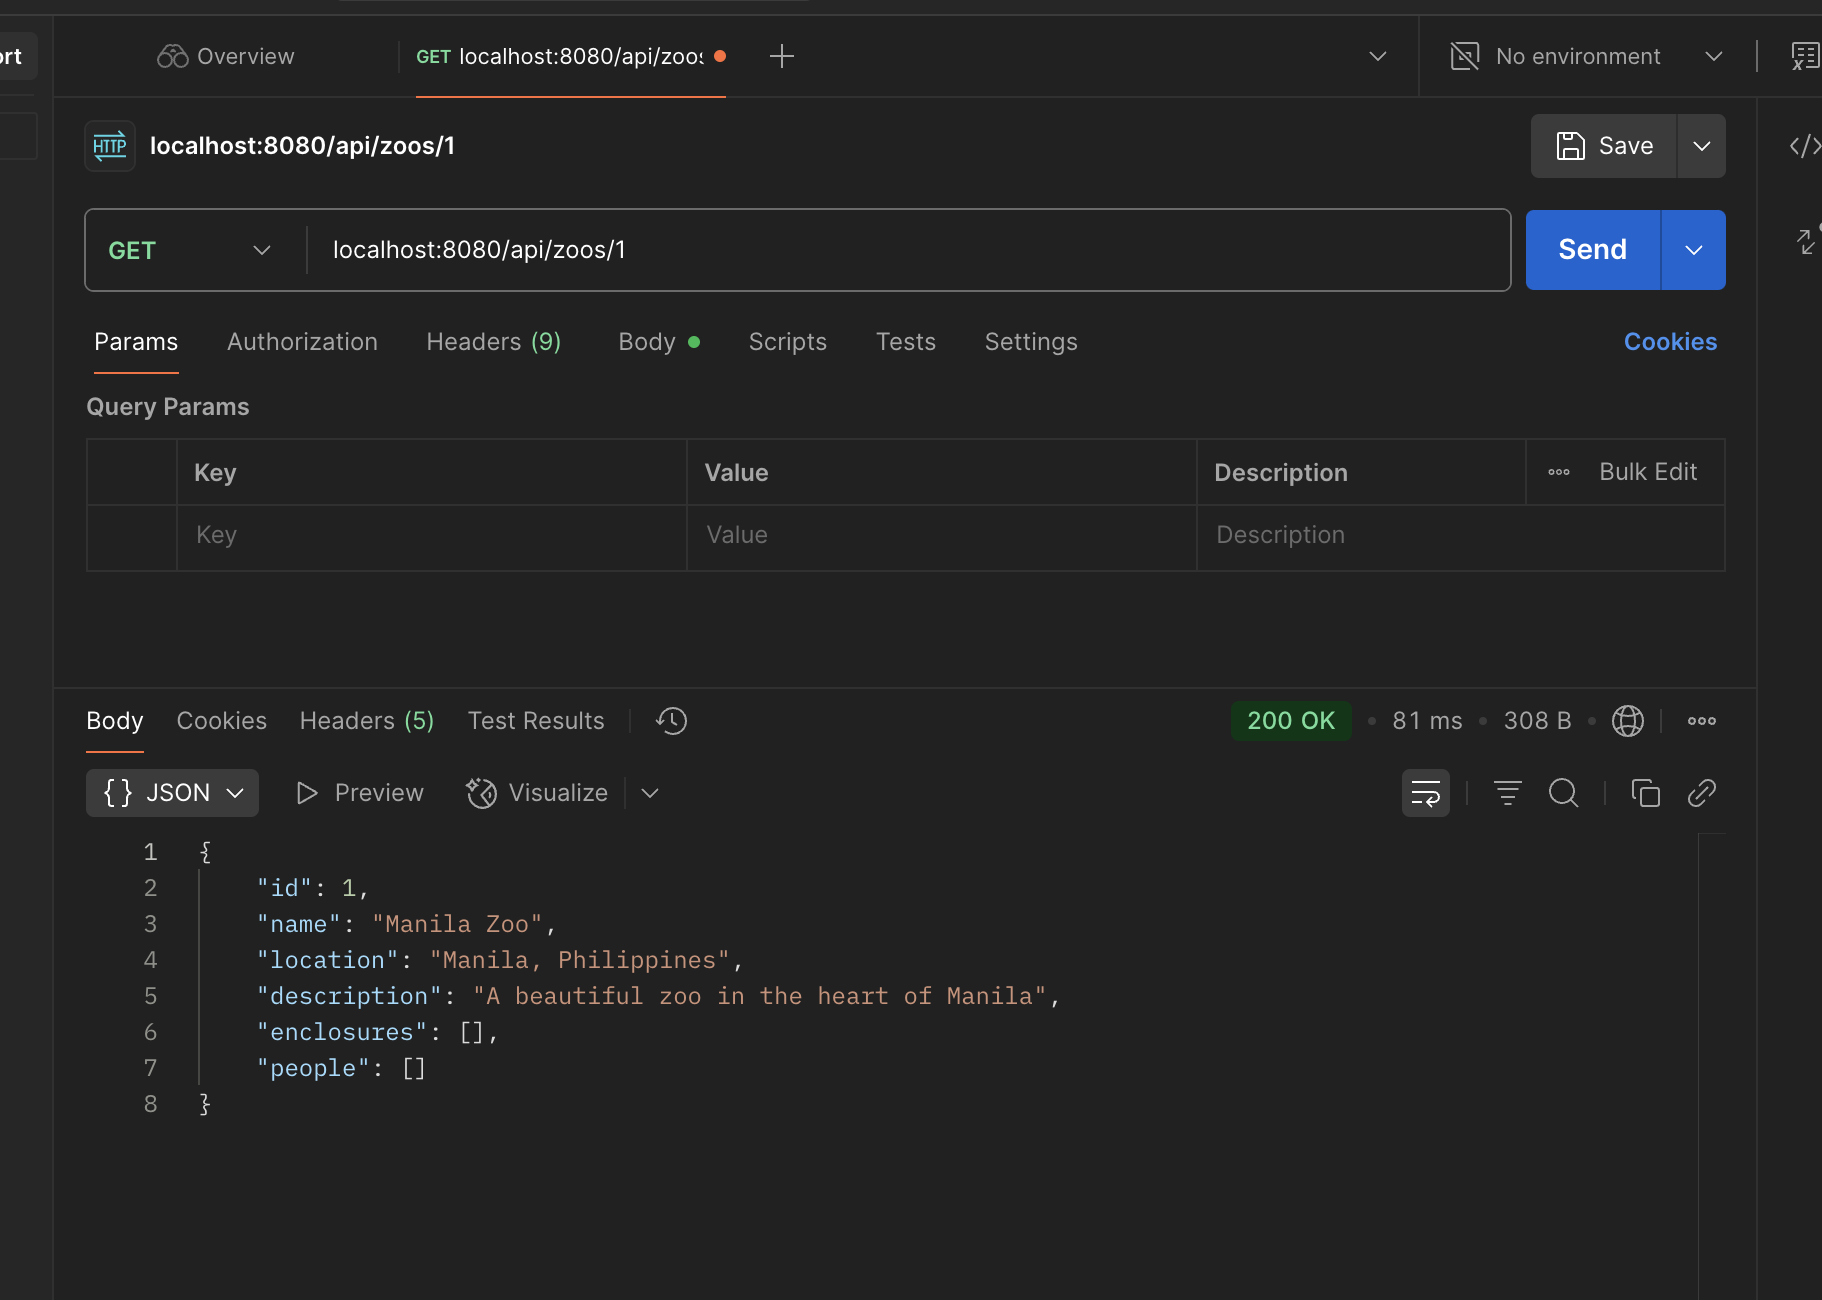 ort
Overview
GET localhost:8080/api/zoos
No environment
HTTP localhost:8080/api/zoos/1
Save
GET localhost:8080/api/zoos/1
Send
Params Authorization Headers (9) Body Scripts Tests Settings Cookies
Query Params
Key Value Description Bulk Edit
Key Value Description
Body Cookies Headers (5) Test Results 200 OK • 81 ms • 308 B
{} JSON Preview Visualize
1 {
2 "id": 1,
3 "name": "Manila Zoo",
4 "location": "Manila, Philippines",
5 "description": "A beautiful zoo in the heart of Manila",
6 "enclosures": [],
7 "people": []
8 }